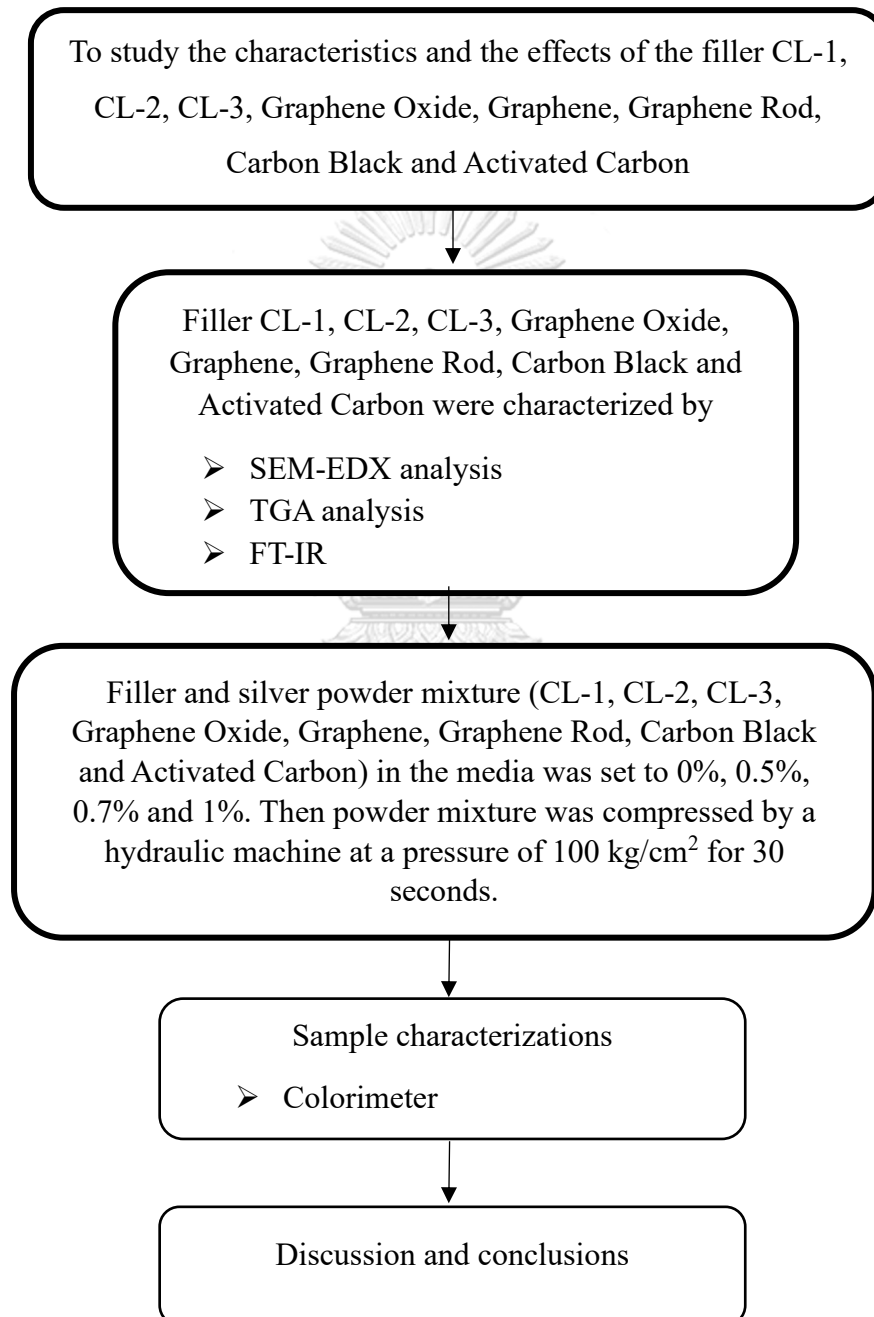 To study the characteristics and the effects of the filler CL-1,
CL-2, CL-3, Graphene Oxide, Graphene, Graphene Rod,
Carbon Black and Activated Carbon
Filler CL-1, CL-2, CL-3, Graphene Oxide,
Graphene, Graphene Rod, Carbon Black and
Activated Carbon were characterized by
➢ SEM-EDX analysis
➢ TGA analysis
➢ FT-IR
Filler and silver powder mixture (CL-1, CL-2, CL-3,
Graphene Oxide, Graphene, Graphene Rod, Carbon Black
and Activated Carbon) in the media was set to 0%, 0.5%,
0.7% and 1%. Then powder mixture was compressed by a
hydraulic machine at a pressure of 100 kg/cm² for 30
seconds.
Sample characterizations
➢ Colorimeter
Discussion and conclusions